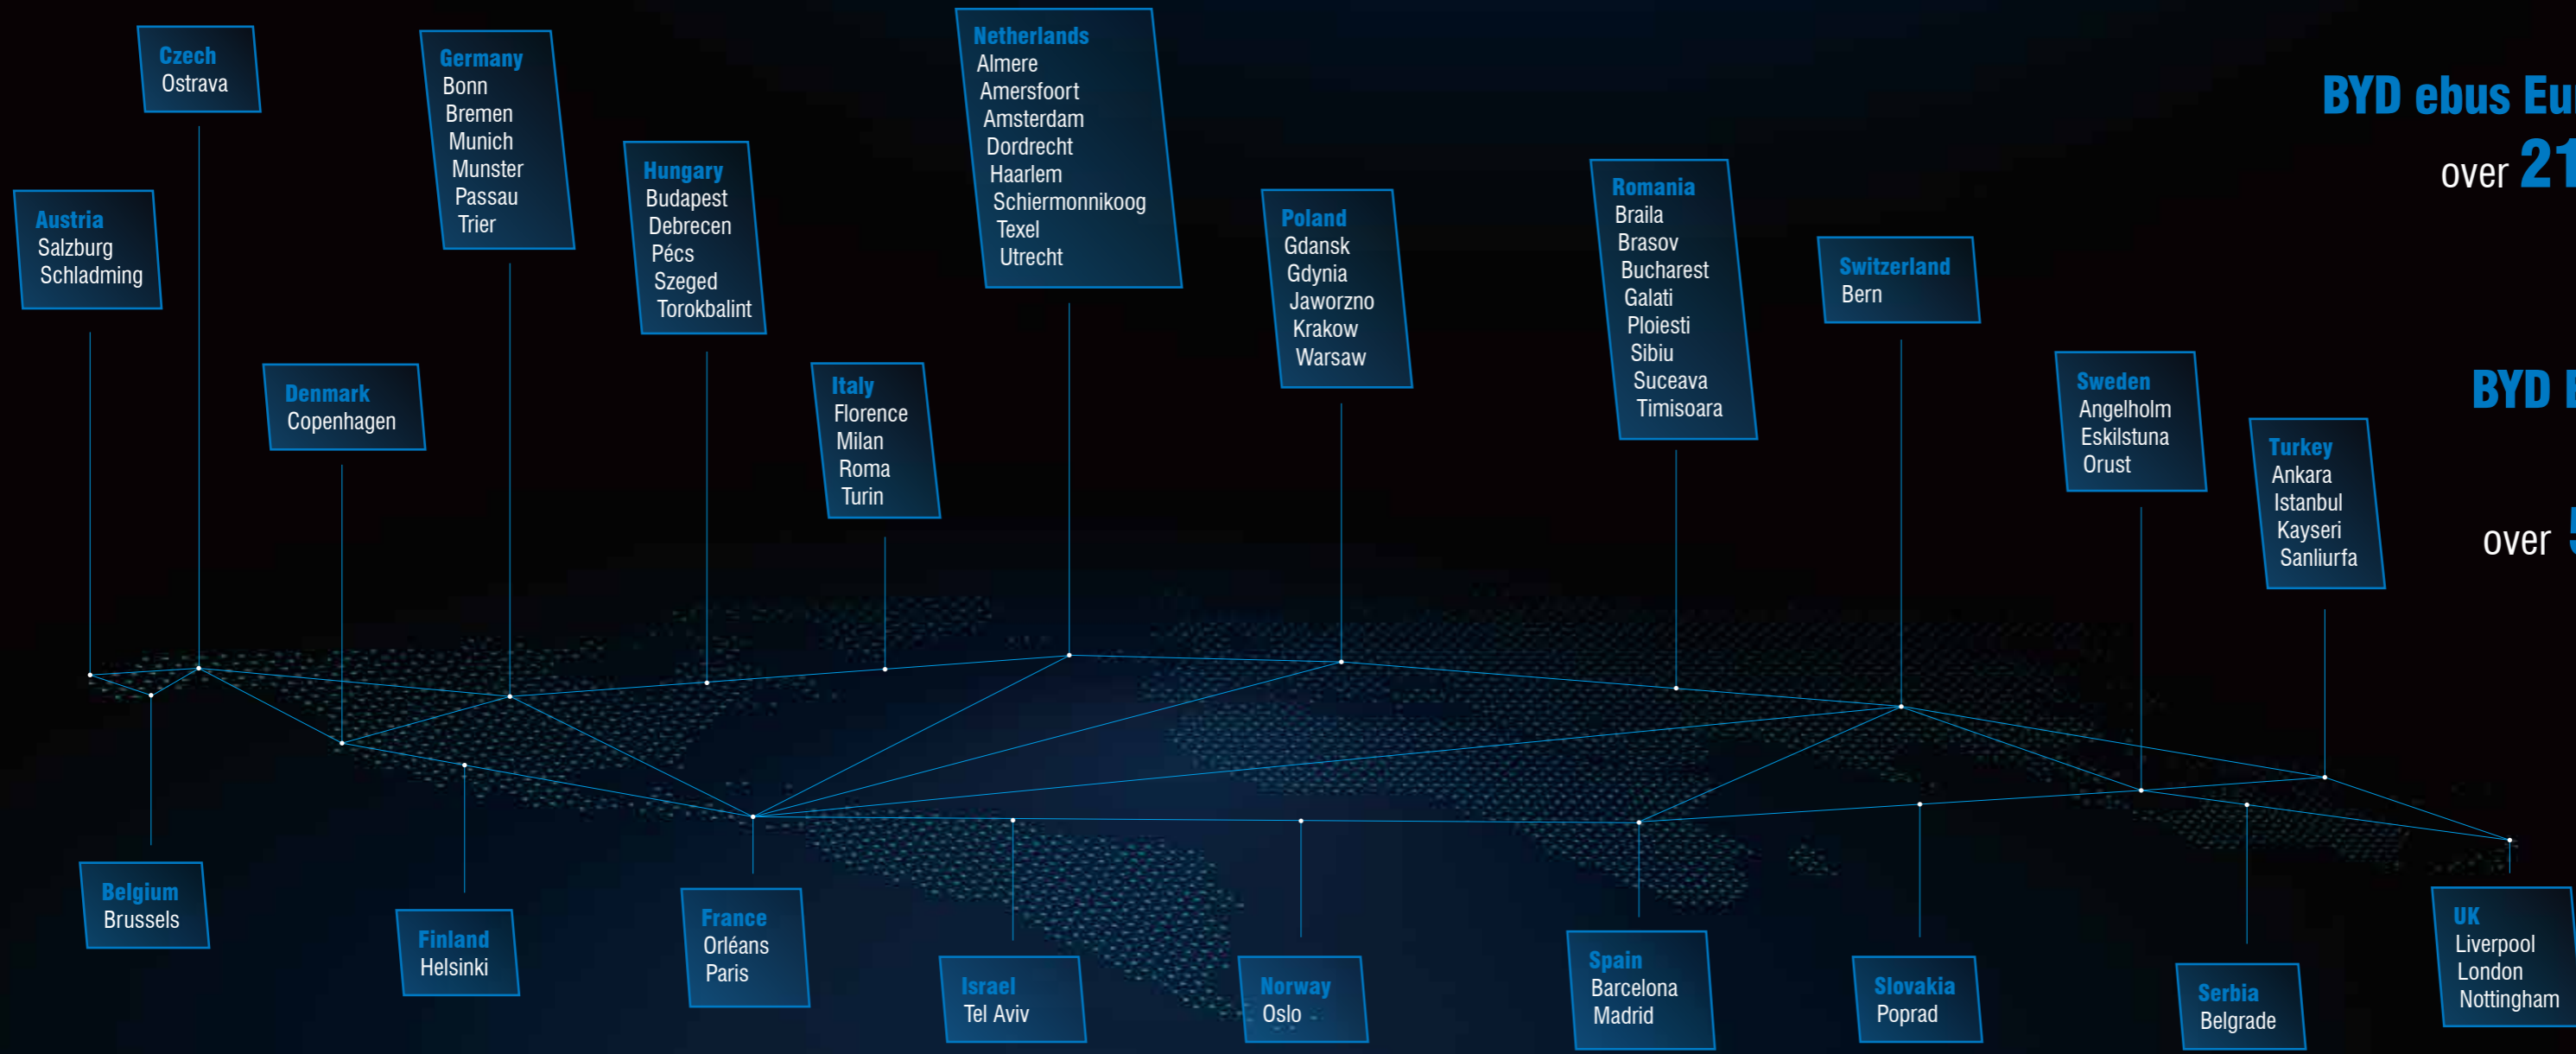 Czech
Ostrava
Germany
Bonn
Bremen
Munich
Munster
Passau
Trier
Netherlands
Almere
Amersfoort
Amsterdam
Dordrecht
Haarlem
Schiermonnikoog
Texel
Utrecht
BYD ebus
over 21
Austria
Salzburg
Schladming
Hungary
Budapest
Debrecen
Pécs
Szeged
Torokbalint
Poland
Gdansk
Gdynia
Jaworzno
Krakow
Warsaw
Romania
Braila
Brasov
Bucharest
Galati
Ploiesti
Sibiu
Suceava
Timisoara
Switzerland
Bern
Denmark
Copenhagen
Italy
Florence
Milan
Roma
Turin
Sweden
Angelholm
Eskilstuna
Orust
Turkey
Ankara
Istanbul
Kayseri
Sanliurfa
BYD
over
Belgium
Brussels
Finland
Helsinki
France
Orléans
Paris
Israel
Tel Aviv
Norway
Oslo
Spain
Barcelona
Madrid
Slovakia
Poprad
Serbia
Belgrade
UK
Liverpool
London
Nottingham